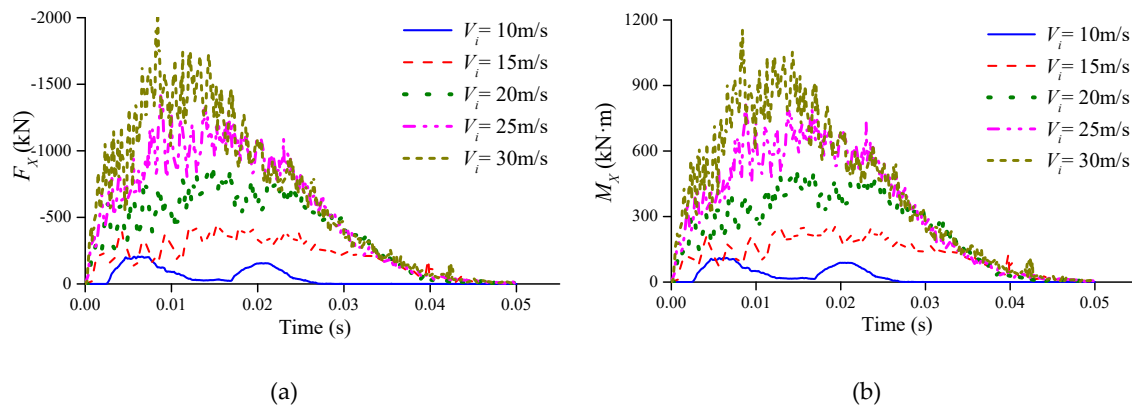 -2000
-1500
-1000
-500
0
F_X (kN)
0.00 0.01 0.02 0.03 0.04 0.05
Time (s)
V_i= 10m/s
V_i= 15m/s
V_i= 20m/s
V_i= 25m/s
V_i= 30m/s
(a)
1200
900
600
300
0
M_X (kN·m)
0.00 0.01 0.02 0.03 0.04 0.05
Time (s)
V_i= 10m/s
V_i= 15m/s
V_i= 20m/s
V_i= 25m/s
V_i= 30m/s
(b)